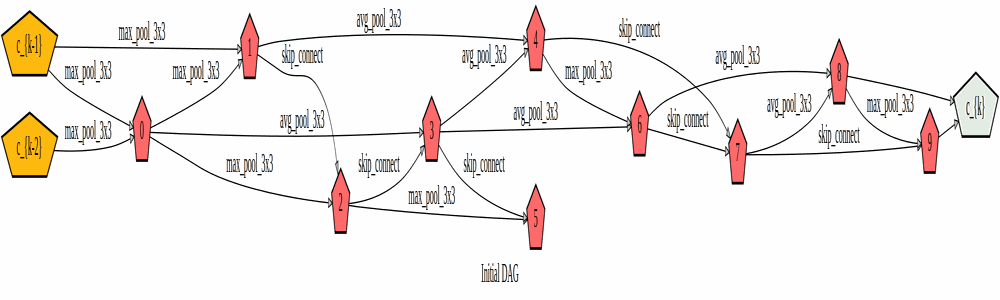 c_{k-1}
max_pool_3x3
max_pool_3x3
c_{k-2}
max_pool_3x3
0
max_pool_3x3
1
avg_pool_3x3
skip_connect
avg_pool_3x3
max_pool_3x3
2
skip_connect
max_pool_3x3
3
avg_pool_3x3
avg_pool_3x3
skip_connect
4
skip_connect
max_pool_3x3
5
6
avg_pool_3x3
skip_connect
7
avg_pool_3x3
skip_connect
8
max_pool_3x3
9
c_{k}
Initial DAG